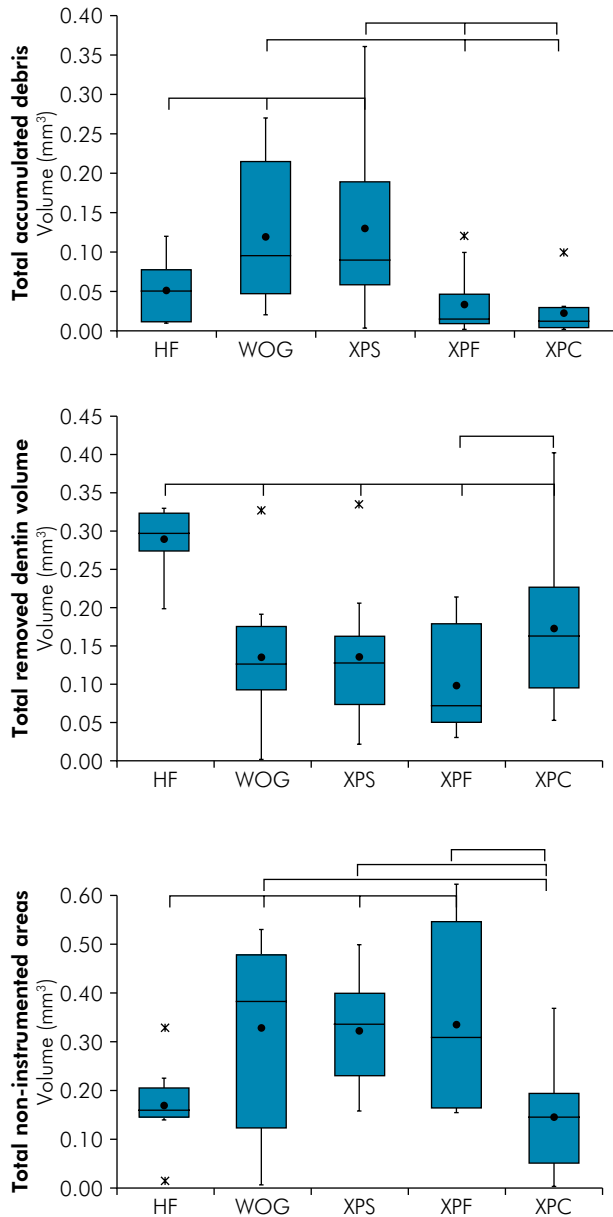 Total accumulated debris
Volume (mm³)
0.40
0.35
0.30
0.25
0.20
0.15
0.10
0.05
0.00
HF WOG XPS XPF XPC
Total removed dentin volume
Volume (mm³)
0.45
0.40
0.35
0.30
0.25
0.20
0.15
0.10
0.05
0.00
HF WOG XPS XPF XPC
Total non-instrumented areas
Volume (mm³)
0.60
0.50
0.40
0.30
0.20
0.10
0.00
HF WOG XPS XPF XPC